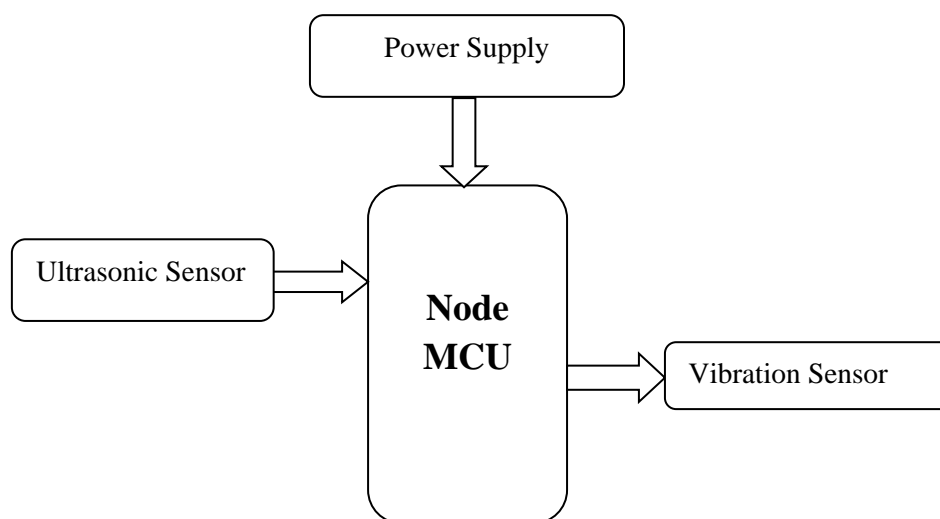 Power Supply
Ultrasonic Sensor
Node
MCU
Vibration Sensor